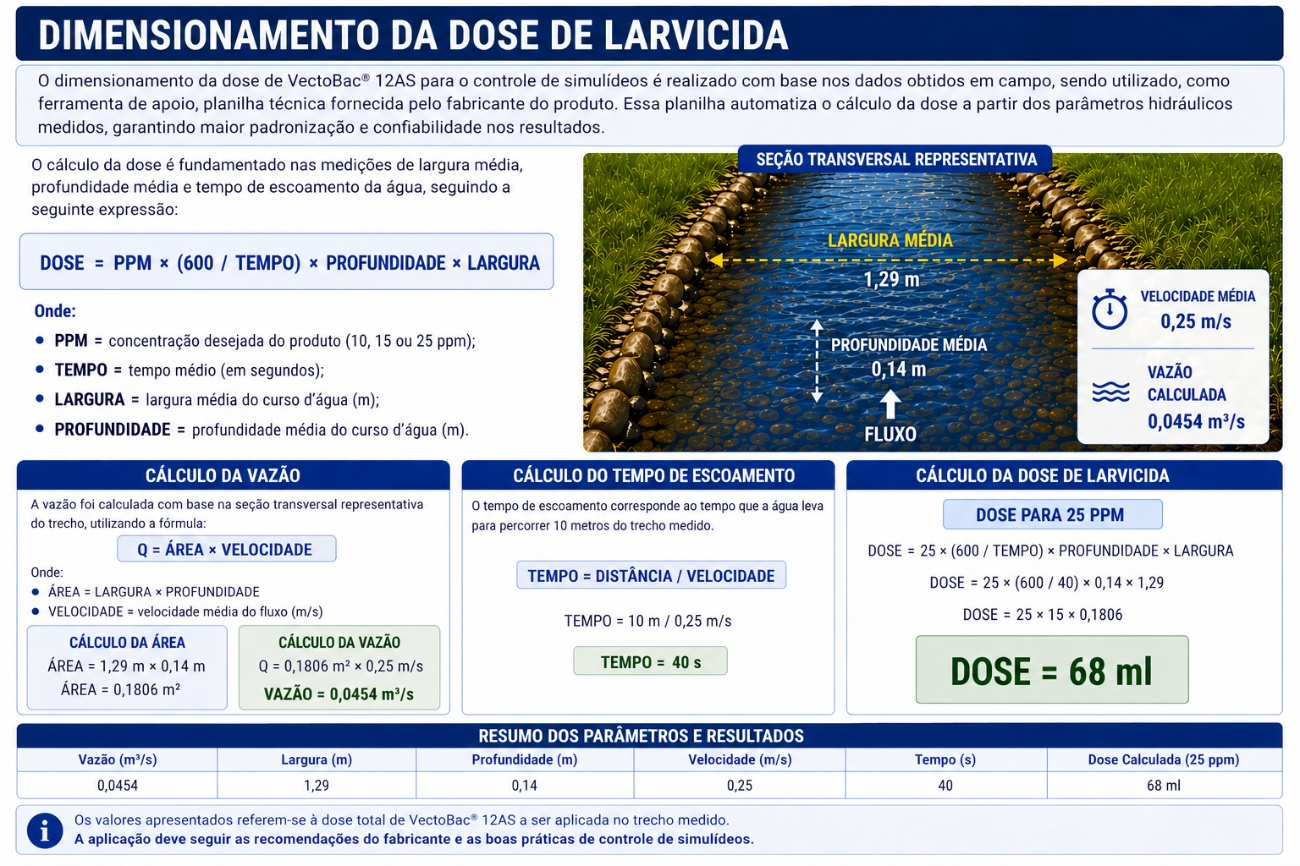 DIMENSIONAMENTO DA DOSE DE LARVICIDA
O dimensionamento da dose de VectoBac® 12AS para o controle de simulídeos é realizado com base nos dados obtidos em campo, sendo utilizado, como
ferramenta de apoio, planilha técnica fornecida pelo fabricante do produto. Essa planilha automatiza o cálculo da dose a partir dos parâmetros hidráulicos
medidos, garantindo maior padronização e confiabilidade nos resultados.
O cálculo da dose é fundamentado nas medições de largura média,
profundidade média e tempo de escoamento da água, seguindo a
seguinte expressão:
DOSE = PPM × (600 / TEMPO) × PROFUNDIDADE × LARGURA
Onde:
• PPM = concentração desejada do produto (10, 15 ou 25 ppm);
• TEMPO = tempo médio (em segundos);
• LARGURA = largura média do curso d'água (m);
• PROFUNDIDADE = profundidade média do curso d'água (m).
SEÇÃO TRANSVERSAL REPRESENTATIVA
LARGURA MÉDIA
1,29 m
PROFUNDIDADE MÉDIA
0,14 m
FLUXO
VELOCIDADE MÉDIA
0,25 m/s
VAZÃO
CALCULADA
0,0454 m³/s
CÁLCULO DA VAZÃO
A vazão foi calculada com base na seção transversal representativa
do trecho, utilizando a fórmula:
Q = ÁREA × VELOCIDADE
Onde:
• ÁREA = LARGURA × PROFUNDIDADE
• VELOCIDADE = velocidade média do fluxo (m/s)
CÁLCULO DA ÁREA
ÁREA = 1,29 m × 0,14 m
ÁREA = 0,1806 m²
CÁLCULO DA VAZÃO
Q = 0,1806 m² × 0,25 m/s
VAZÃO = 0,0454 m³/s
CÁLCULO DO TEMPO DE ESCOAMENTO
O tempo de escoamento corresponde ao tempo que a água leva
para percorrer 10 metros do trecho medido.
TEMPO = DISTÂNCIA / VELOCIDADE
TEMPO = 10 m / 0,25 m/s
TEMPO = 40 s
CÁLCULO DA DOSE DE LARVICIDA
DOSE PARA 25 PPM
DOSE = 25 × (600 / TEMPO) × PROFUNDIDADE × LARGURA
DOSE = 25 × (600 / 40) × 0,14 × 1,29
DOSE = 25 × 15 × 0,1806
DOSE = 68 ml
RESUMO DOS PARÂMETROS E RESULTADOS
Vazão (m³/s) Largura (m) Profundidade (m) Velocidade (m/s) Tempo (s) Dose Calculada (25 ppm)
0,0454 1,29 0,14 0,25 40 68 ml
Os valores apresentados referem-se à dose total de VectoBac® 12AS a ser aplicada no trecho medido.
A aplicação deve seguir as recomendações do fabricante e as boas práticas de controle de simulídeos.